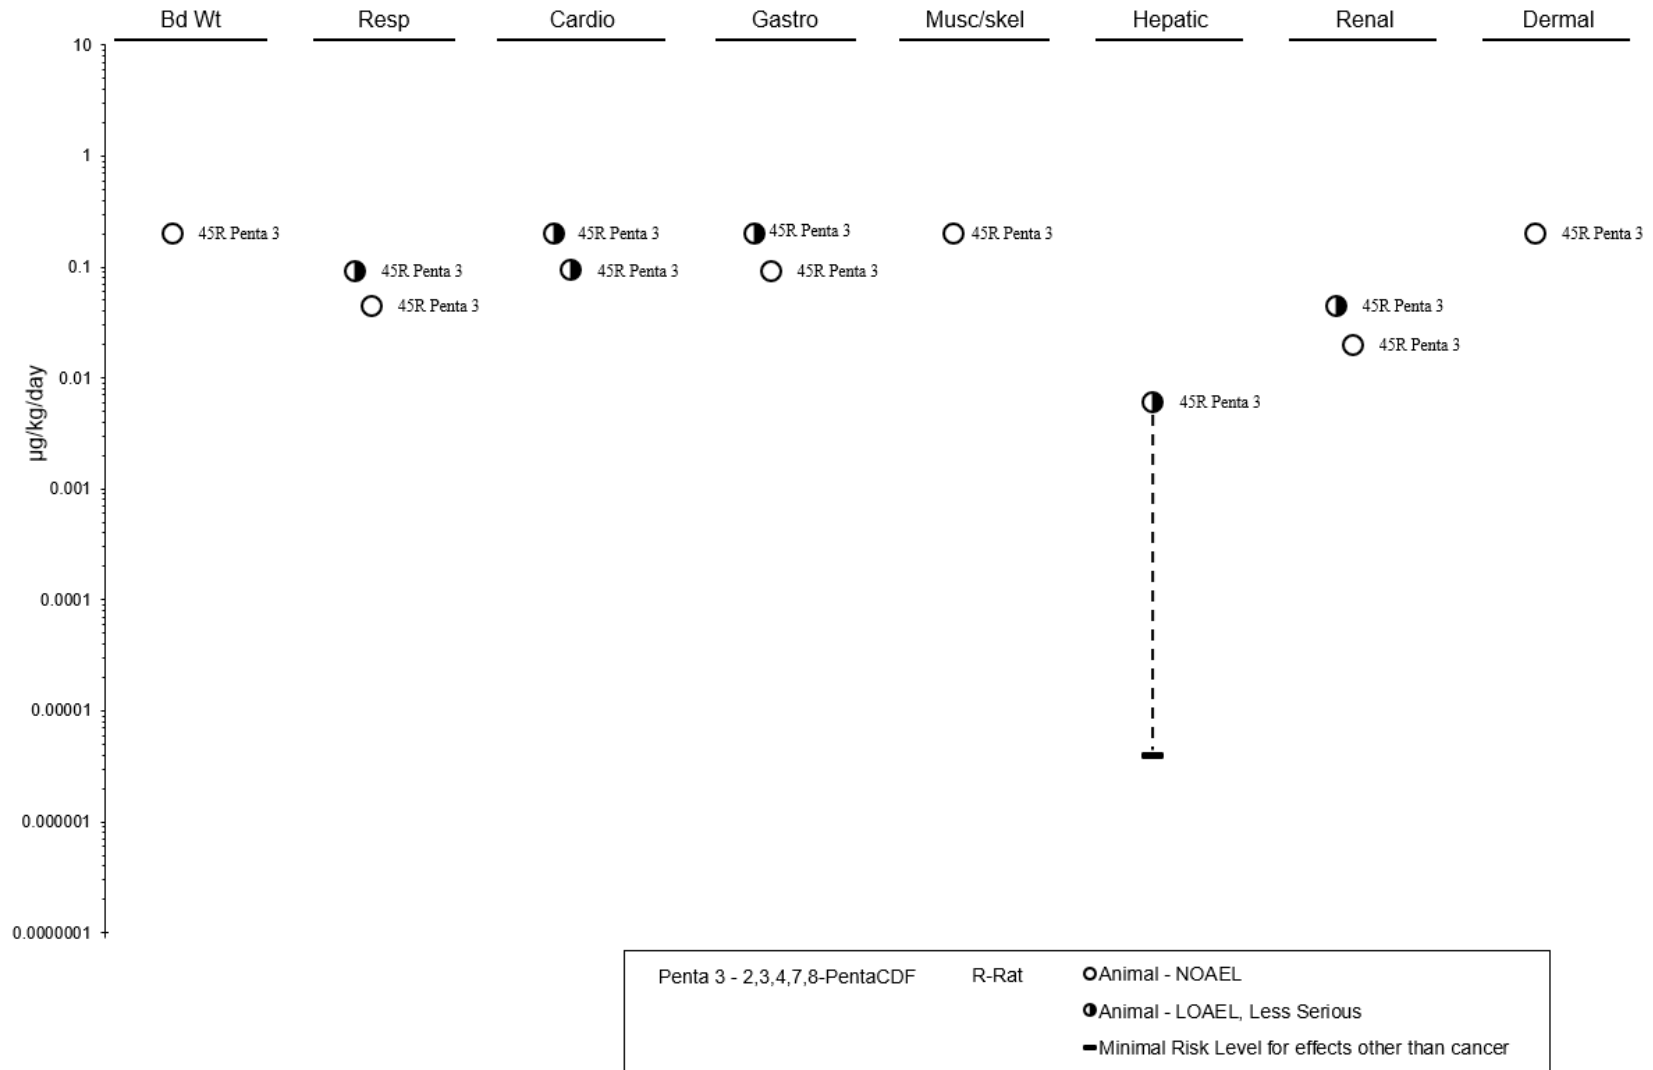 Bd Wt Resp Cardio Gastro Musc/skel Hepatic Renal Dermal
10
1
45R Penta 3 45R Penta 3 45R Penta 3 45R Penta 3 45R Penta 3
0.1 45R Penta 3 45R Penta 3 45R Penta 3
45R Penta 3 45R Penta 3
45R Penta 3
0.01
45R Penta 3
µg/kg/day
0.001
0.0001
0.00001
0.000001
0.0000001
Penta 3 - 2,3,4,7,8-PentaCDF R-Rat Animal - NOAEL
Animal - LOAEL, Less Serious
Minimal Risk Level for effects other than cancer